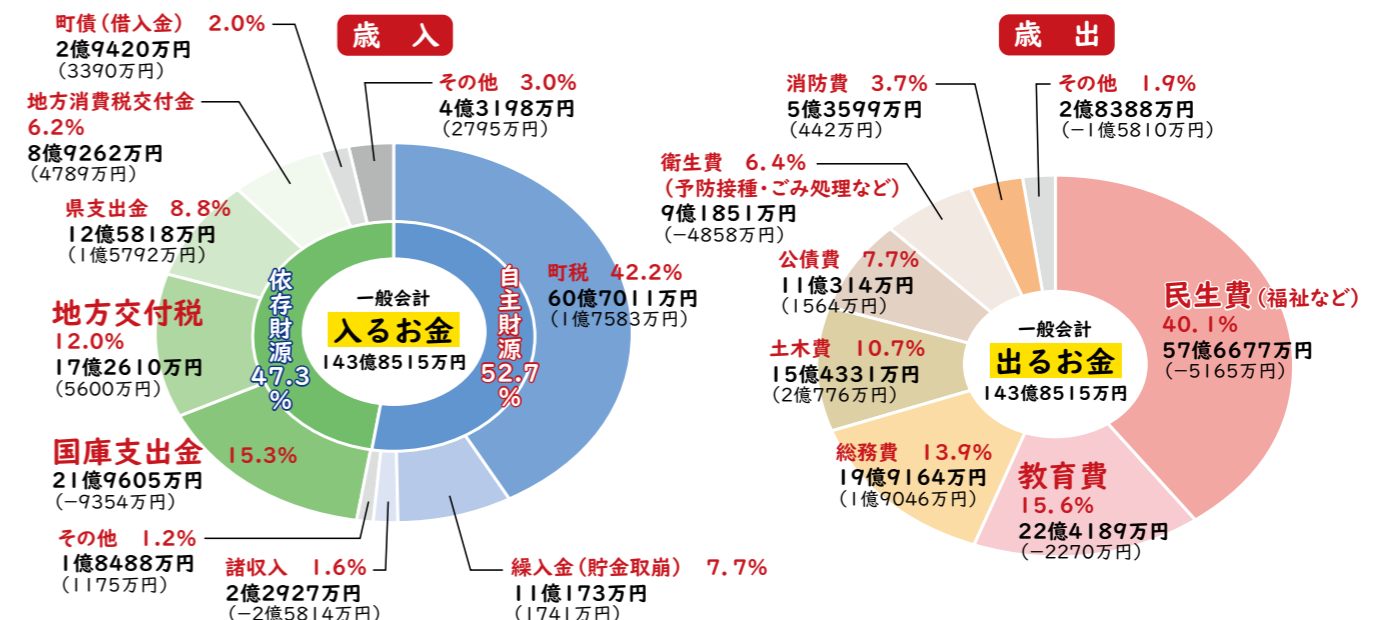 歳 入
町債（借入金） 2.0%
2億9420万円
（3390万円）
その他 3.0%
4億3198万円
（2795万円）
地方消費税交付金
6.2%
8億9262万円
（4789万円）
県支出金 8.8%
12億5818万円
（1億5792万円）
地方交付税
12.0%
17億2610万円
（5600万円）
国庫支出金 15.3%
21億9605万円
（−9354万円）
その他 1.2%
1億8488万円
（1175万円）
諸収入 1.6%
2億2927万円
（−2億5814万円）
繰入金（貯金取崩） 7.7%
11億173万円
（1741万円）
町税 42.2%
60億7011万円
（1億7583万円）
依存財源
47.3
%
自主財源
52.7
%
一般会計
入るお金
143億8515万円
歳 出
消防費 3.7%
5億3599万円
（442万円）
その他 1.9%
2億8388万円
（−1億5810万円）
衛生費 6.4%
（予防接種・ごみ処理など）
9億1851万円
（−4858万円）
公債費 7.7%
11億314万円
（1564万円）
土木費 10.7%
15億4331万円
（2億776万円）
総務費 13.9%
19億9164万円
（1億9046万円）
教育費
15.6%
22億4189万円
（−2270万円）
民生費（福祉など）
40.1%
57億6677万円
（−5165万円）
一般会計
出るお金
143億8515万円